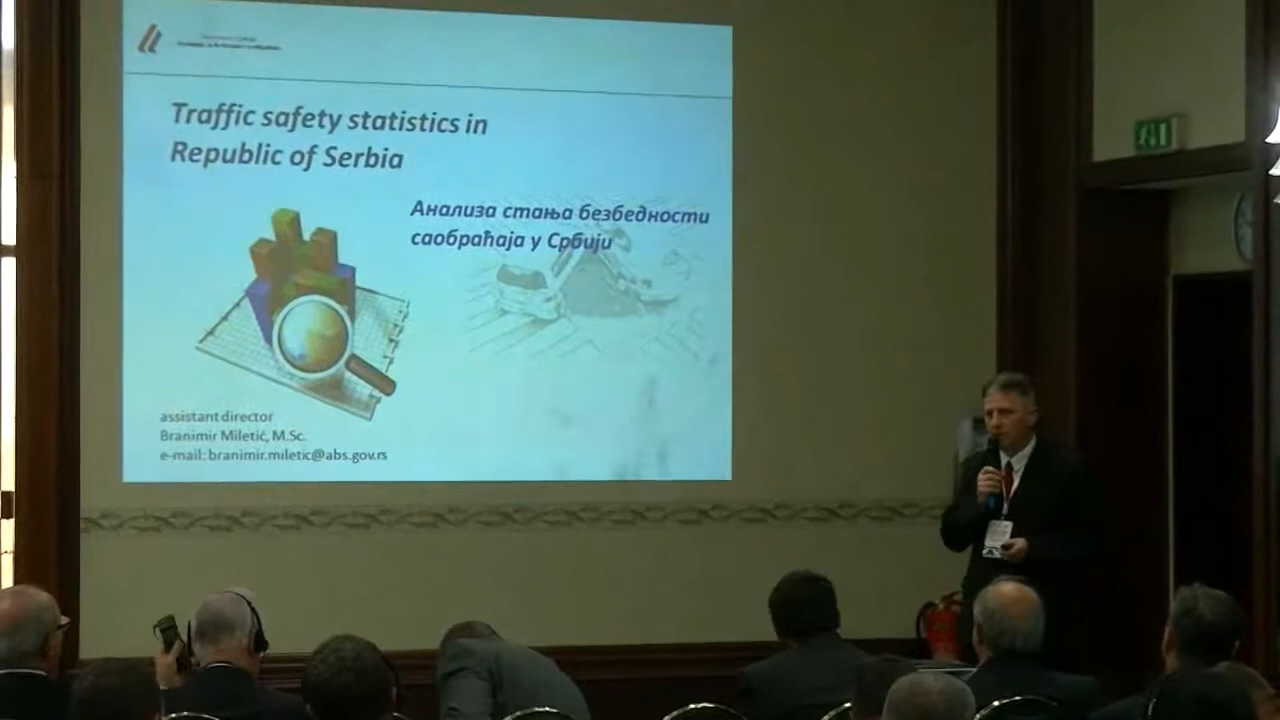 Traffic safety statistics in
Republic of Serbia
Анализа стања безбедности
саобраћаја у Србији
assistant director
Branimir Miletić, M.Sc.
e-mail: branimir.miletic@abs.gov.rs